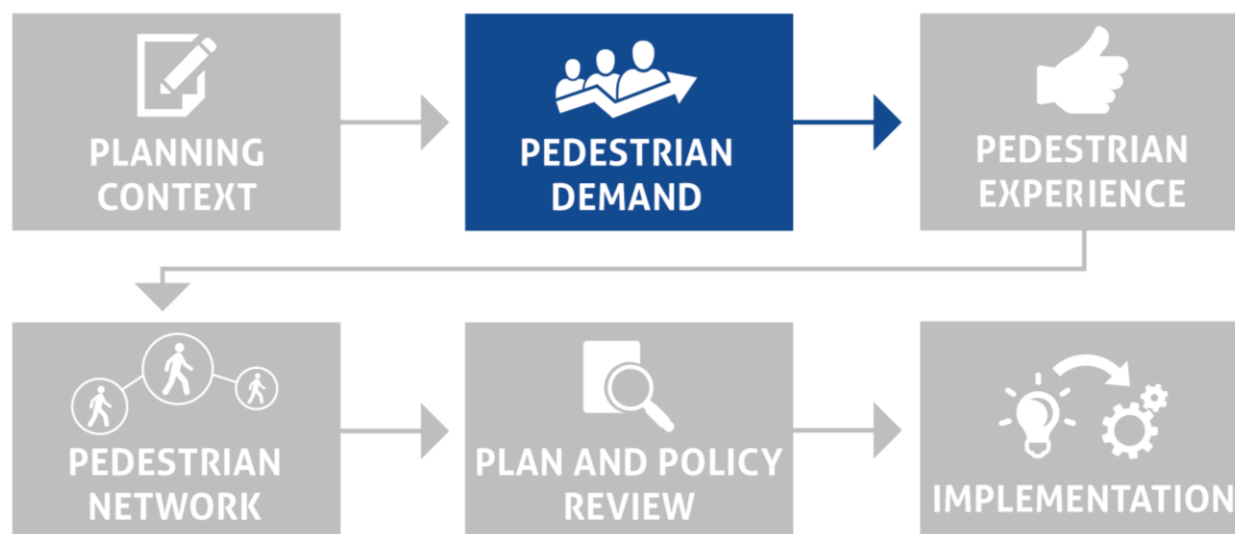 PLANNING
CONTEXT
PEDESTRIAN
DEMAND
PEDESTRIAN
EXPERIENCE
PEDESTRIAN
NETWORK
PLAN AND POLICY
REVIEW
IMPLEMENTATION